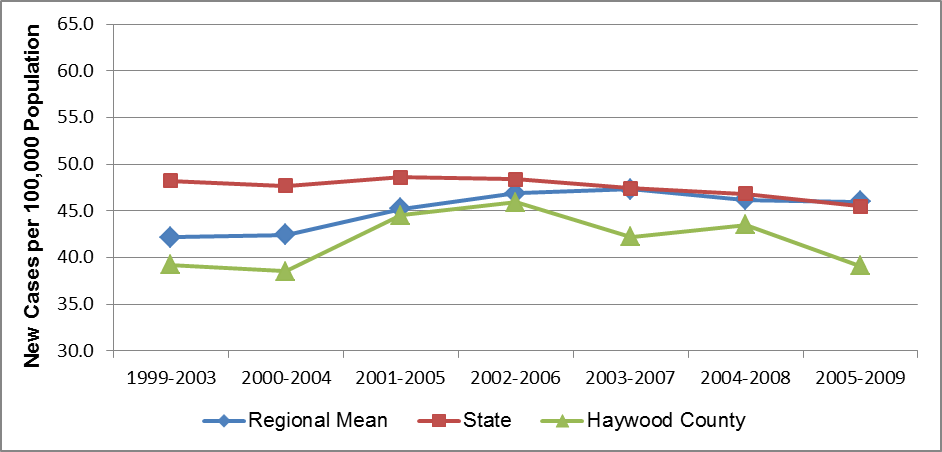 New Cases per 100,000 Population
65.0
60.0
55.0
50.0
45.0
40.0
35.0
30.0
1999-2003 2000-2004 2001-2005 2002-2006 2003-2007 2004-2008 2005-2009
Regional Mean State Haywood County